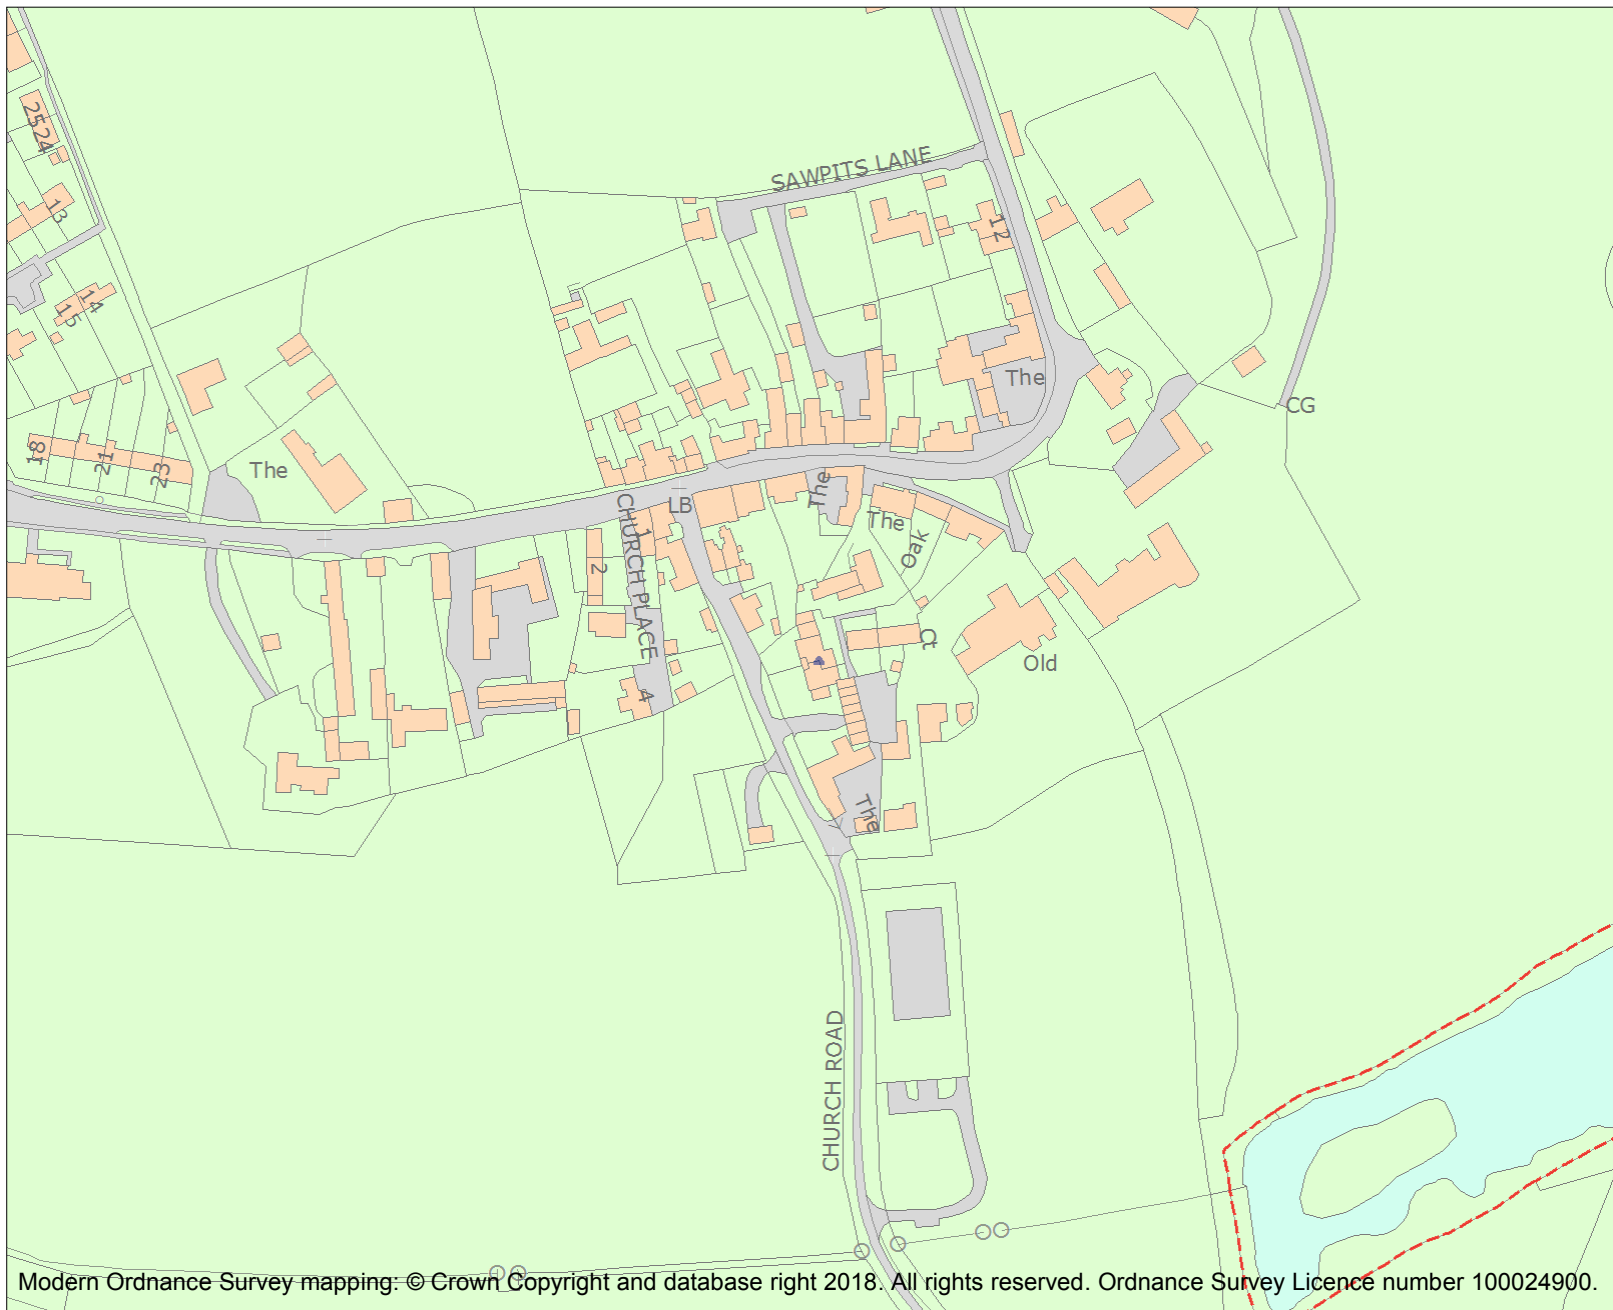 25
24
SAWPITS LANE
13
12
14
15
The
CG
18
21
23
The
The
LB
CHURCH PLACE
1
The
Oak
2
Ct
Old
4
The
CHURCH ROAD
Modern Ordnance Survey mapping: © Crown Copyright and database right 2018. All rights reserved. Ordnance Survey Licence number 100024900.